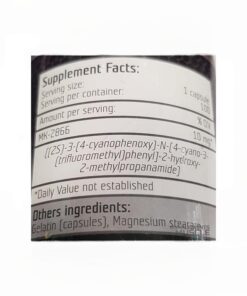 Supplement Facts:
Serving size: 1 capsule
Serving per container: 100
Amount per serving: % DV*
MK-2866 10 mg*
[(2S)-3-(4-cyanophenoxy)-N-[4-cyano-3-
(trifluoromethyl)phenyl]-2-hydroxy-
2-methylpropanamide]
*Daily Value not established
Others ingredients:
Gelatin (capsules), Magnesium stearate